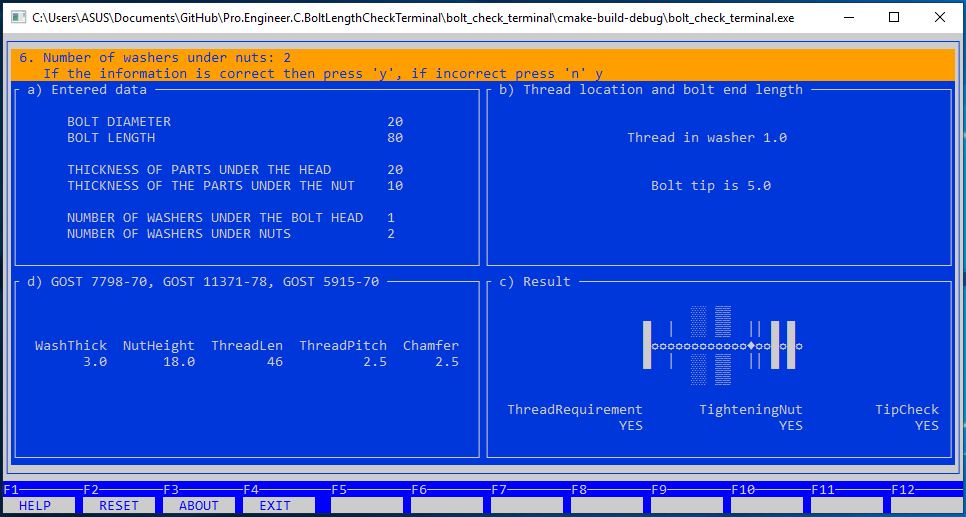 C:\Users\ASUS\Documents\GitHub\Pro.Engineer.C.BoltLengthCheckTerminal\bolt_check_terminal\cmake-build-debug\bolt_check_terminal.exe
6. Number of washers under nuts: 2
If the information is correct then press 'y', if incorrect press 'n' y
a) Entered data
BOLT DIAMETER 20
BOLT LENGTH 80
THICKNESS OF PARTS UNDER THE HEAD 20
THICKNESS OF THE PARTS UNDER THE NUT 10
NUMBER OF WASHERS UNDER THE BOLT HEAD 1
NUMBER OF WASHERS UNDER NUTS 2
b) Thread location and bolt end length
Thread in washer 1.0
Bolt tip is 5.0
d) GOST 7798-70, GOST 11371-78, GOST 5915-70
WashThick NutHeight ThreadLen ThreadPitch Chamfer
3.0 18.0 46 2.5 2.5
c) Result
ThreadRequirement TighteningNut TipCheck
YES YES YES
F1 F2 F3 F4 F5 F6 F7 F8 F9 F10 F11 F12
HELP RESET ABOUT EXIT